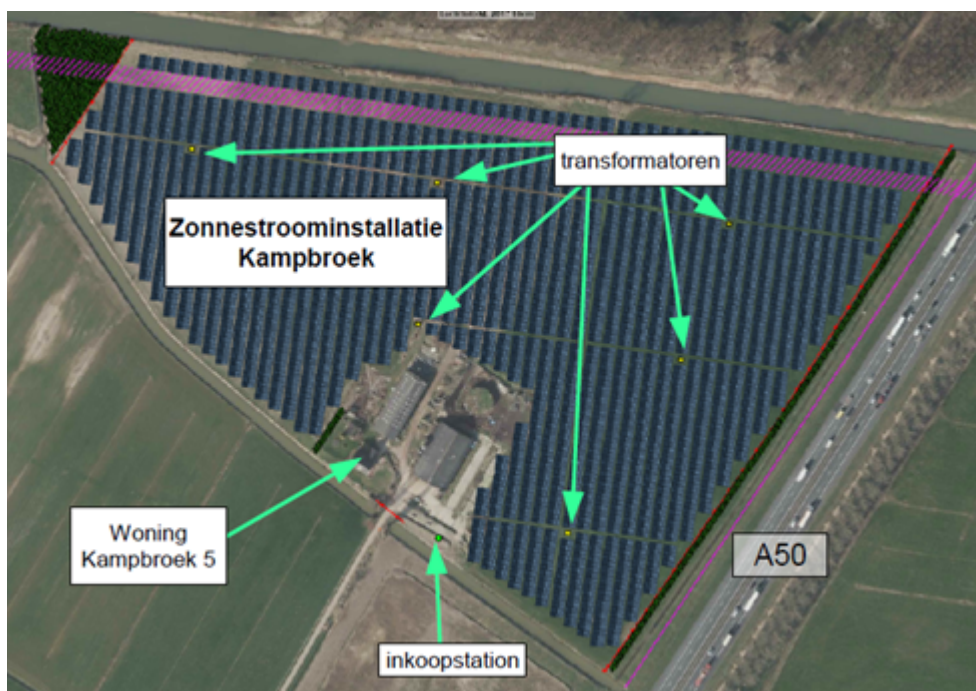 transformatoren
Zonnestroominstallatie
Kampbroek
Woning
Kampbroek 5
A50
inkoopstation